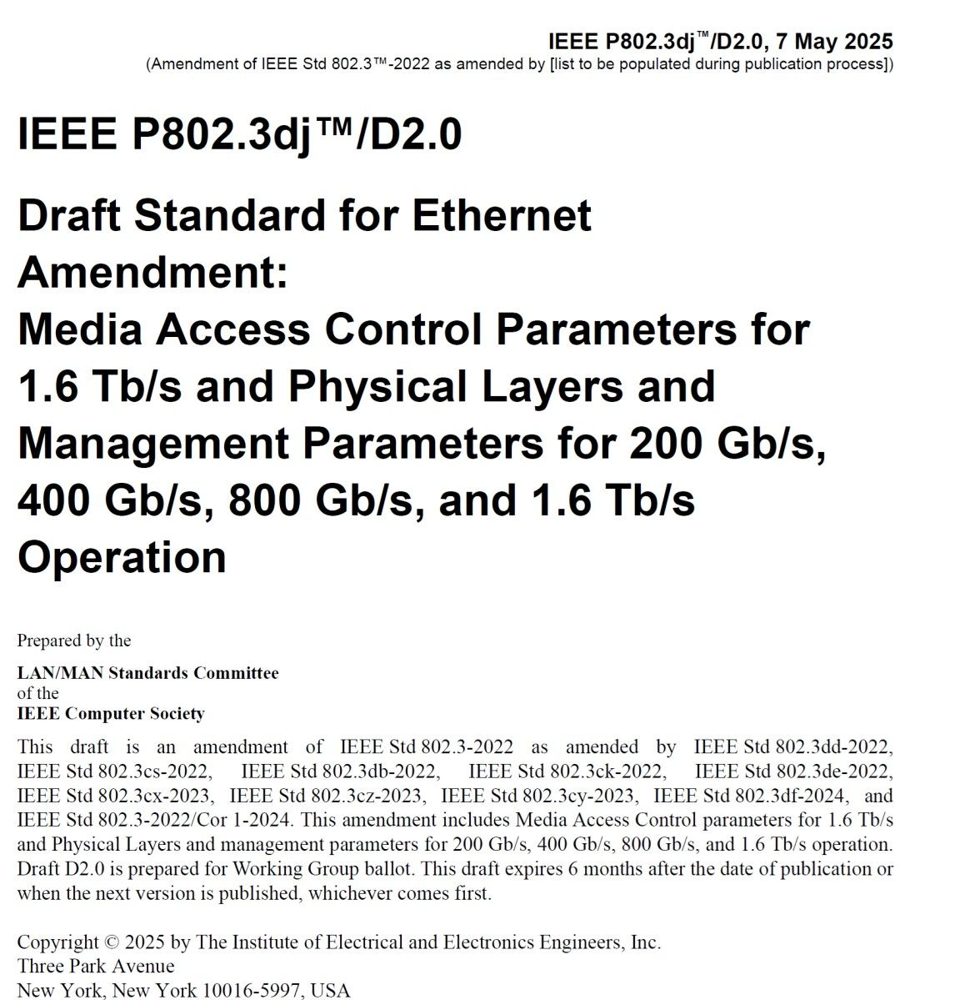 IEEE P802.3dj™/D2.0, 7 May 2025
(Amendment of IEEE Std 802.3™-2022 as amended by [list to be populated during publication process])
IEEE P802.3dj™/D2.0
Draft Standard for Ethernet
Amendment:
Media Access Control Parameters for
1.6 Tb/s and Physical Layers and
Management Parameters for 200 Gb/s,
400 Gb/s, 800 Gb/s, and 1.6 Tb/s
Operation
Prepared by the
LAN/MAN Standards Committee
of the
IEEE Computer Society
This draft is an amendment of IEEE Std 802.3-2022 as amended by IEEE Std 802.3dd-2022,
IEEE Std 802.3cs-2022, IEEE Std 802.3db-2022, IEEE Std 802.3ck-2022, IEEE Std 802.3de-2022,
IEEE Std 802.3cx-2023, IEEE Std 802.3cz-2023, IEEE Std 802.3cy-2023, IEEE Std 802.3df-2024, and
IEEE Std 802.3-2022/Cor 1-2024. This amendment includes Media Access Control parameters for 1.6 Tb/s
and Physical Layers and management parameters for 200 Gb/s, 400 Gb/s, 800 Gb/s, and 1.6 Tb/s operation.
Draft D2.0 is prepared for Working Group ballot. This draft expires 6 months after the date of publication or
when the next version is published, whichever comes first.
Copyright © 2025 by The Institute of Electrical and Electronics Engineers, Inc.
Three Park Avenue
New York, New York 10016-5997, USA